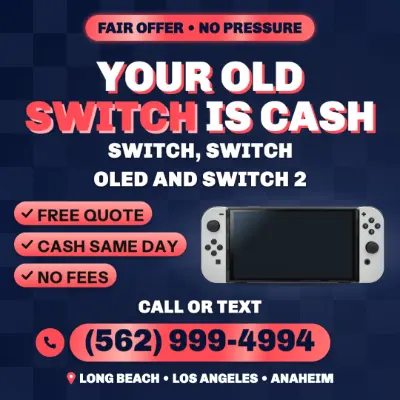 FAIR OFFER • NO PRESSURE
YOUR OLD
SWITCH IS CASH
SWITCH, SWITCH
OLED AND SWITCH 2
FREE QUOTE
CASH SAME DAY
NO FEES
CALL OR TEXT
(562) 999-4994
LONG BEACH • LOS ANGELES • ANAHEIM